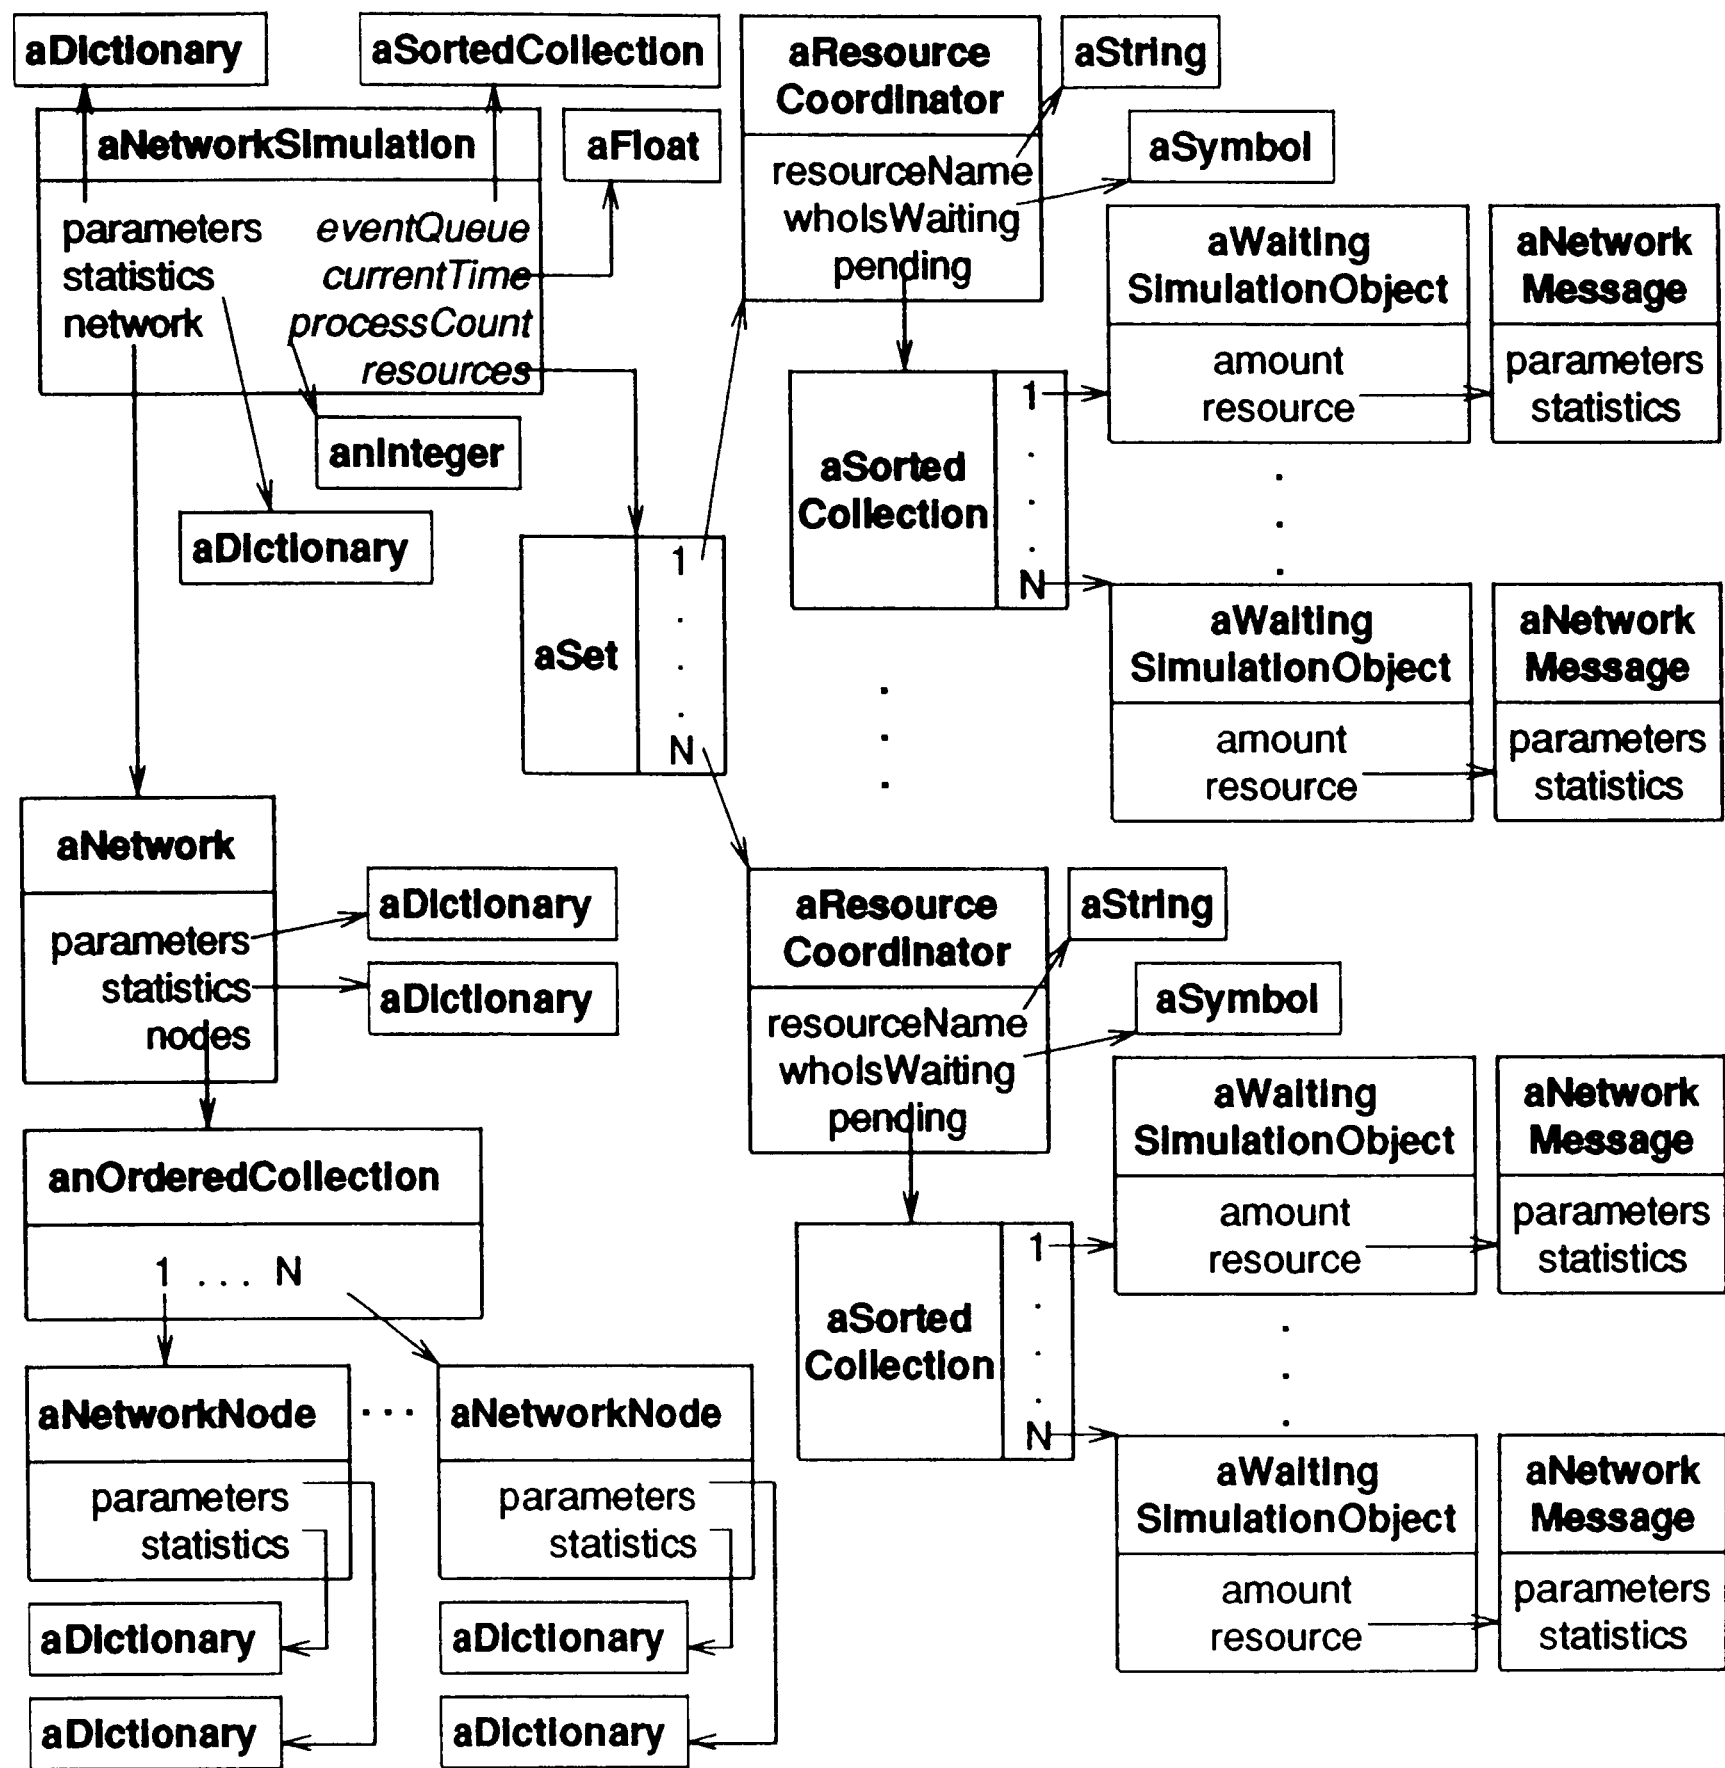 aDictionary
aSortedCollection
aNetworkSimulation
parameters
statistics
network
eventQueue
currentTime
processCount
resources
aFloat
anInteger
aDictionary
aSet
1
.
.
.
N
aResource
Coordinator
resourceName
whoIsWaiting
pending
aString
aSymbol
aSorted
Collection
1
.
.
.
N
aWaiting
SimulationObject
amount
resource
aNetwork
Message
parameters
statistics
.
.
.
aWaiting
SimulationObject
amount
resource
aNetwork
Message
parameters
statistics
.
.
.
aNetwork
parameters
statistics
nodes
aDictionary
aDictionary
anOrderedCollection
1 ... N
aNetworkNode
parameters
statistics
aDictionary
aDictionary
...
aNetworkNode
parameters
statistics
aDictionary
aDictionary
aResource
Coordinator
resourceName
whoIsWaiting
pending
aString
aSymbol
aSorted
Collection
1
.
.
.
N
aWaiting
SimulationObject
amount
resource
aNetwork
Message
parameters
statistics
.
.
.
aWaiting
SimulationObject
amount
resource
aNetwork
Message
parameters
statistics